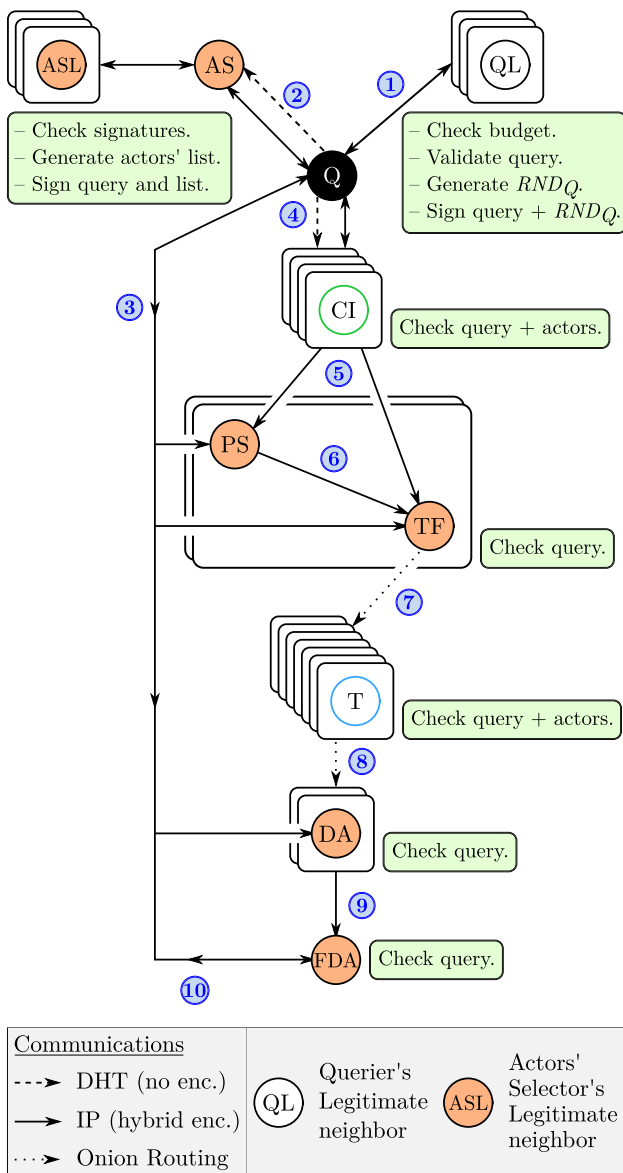 ASL
AS
QL
2
1
– Check signatures.
– Generate actors' list.
– Sign query and list.
– Check budget.
– Validate query.
– Generate RND_Q.
– Sign query + RND_Q.
Q
4
3
CI
Check query + actors.
5
PS
6
TF
Check query.
7
T
Check query + actors.
8
DA
Check query.
9
FDA
Check query.
10
Communications
DHT (no enc.)
IP (hybrid enc.)
Onion Routing
QL
Querier's
Legitimate
neighbor
ASL
Actors'
Selector's
Legitimate
neighbor